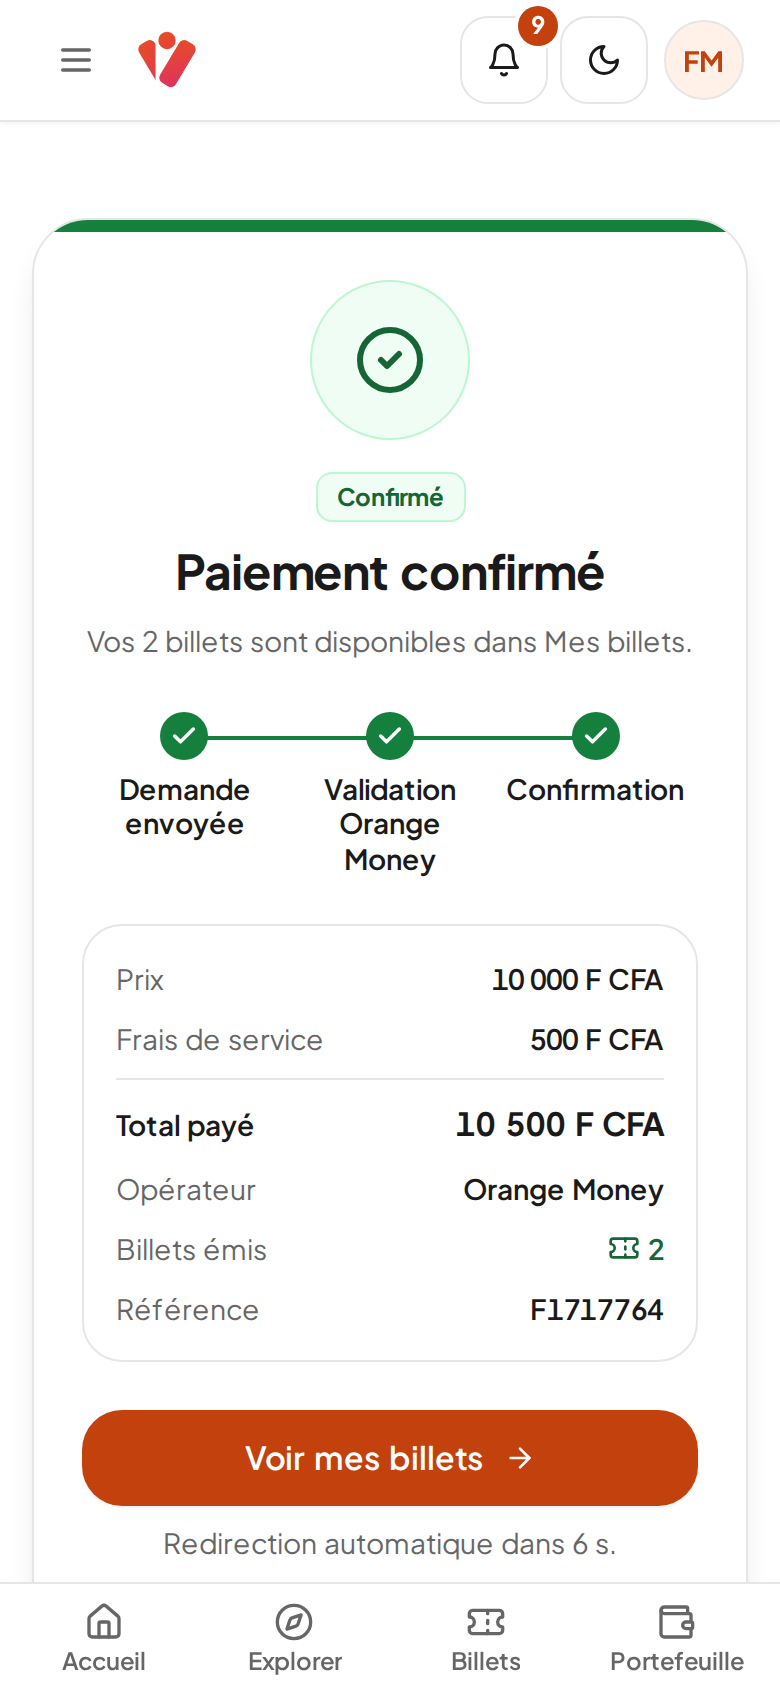 9
FM
Confirmé
Paiement confirmé
Vos 2 billets sont disponibles dans Mes billets.
Demande envoyée
Validation Orange Money
Confirmation
Prix 10 000 F CFA
Frais de service 500 F CFA
Total payé 10 500 F CFA
Opérateur Orange Money
Billets émis 2
Référence F1717764
Voir mes billets →
Redirection automatique dans 6 s.
Accueil Explorer Billets Portefeuille